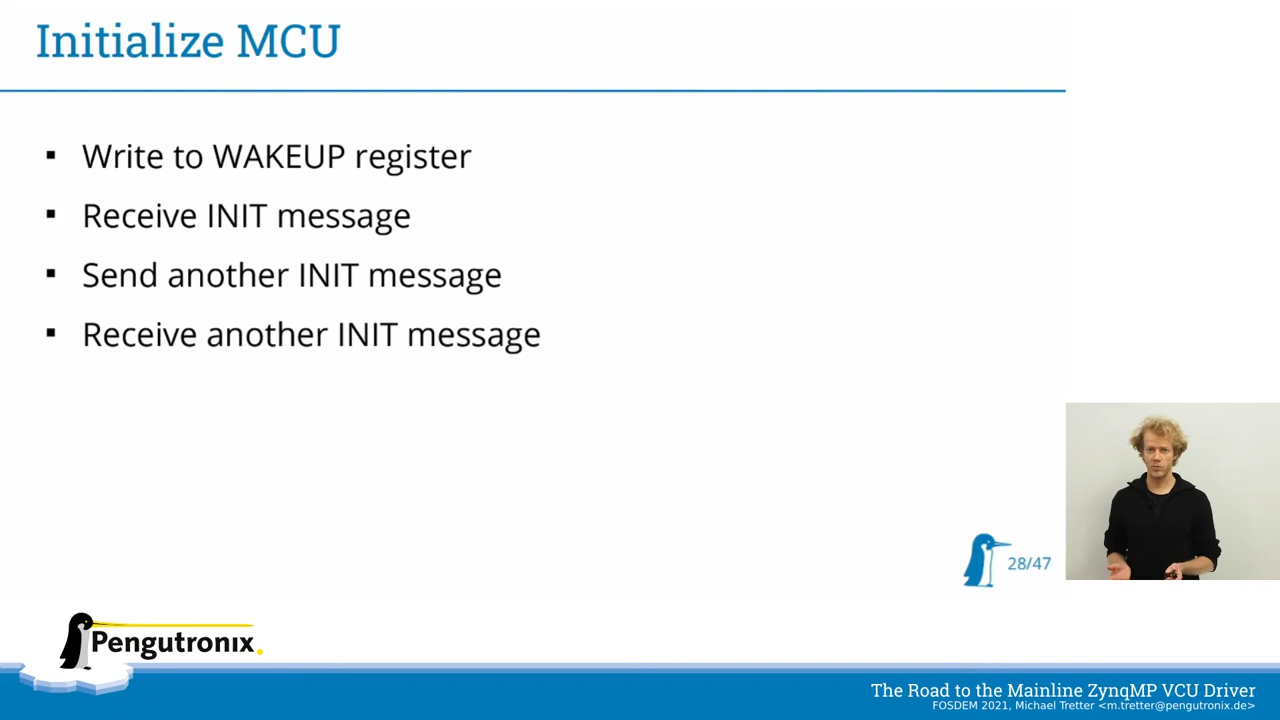 Initialize MCU
Write to WAKEUP register
Receive INIT message
Send another INIT message
Receive another INIT message
28/47
Pengutronix.
The Road to the Mainline ZynqMP VCU Driver
FOSDEM 2021, Michael Tretter <m.tretter@pengutronix.de>